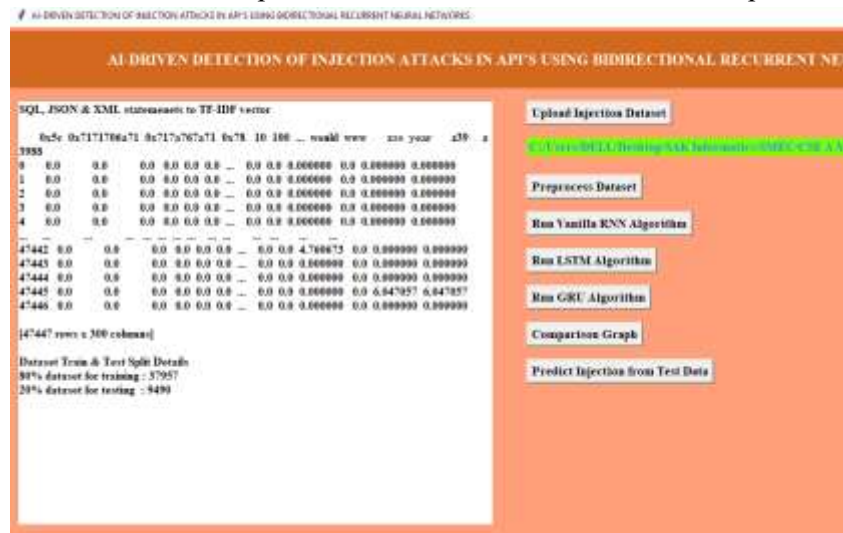 AI-DRIVEN DETECTION OF INJECTION ATTACKS IN API'S USING BIDIRECTIONAL RECURRENT NEURAL NETWORKS
AI-DRIVEN DETECTION OF INJECTION ATTACKS IN API'S USING BIDIRECTIONAL RECURRENT NE
SQL, JSON & XML statements to TF-IDF vector
0x5c 0x7171706a71 0x717a767a71 0x78 10 100 ... would www xss year
0 0.0 0.0 0.0 0.0 0.0 0.0 ... 0.0 0.0 0.000000 0.0 0.000000 0.000000
1 0.0 0.0 0.0 0.0 0.0 0.0 ... 0.0 0.0 0.000000 0.0 0.000000 0.000000
2 0.0 0.0 0.0 0.0 0.0 0.0 ... 0.0 0.0 0.000000 0.0 0.000000 0.000000
3 0.0 0.0 0.0 0.0 0.0 0.0 ... 0.0 0.0 0.000000 0.0 0.000000 0.000000
4 0.0 0.0 0.0 0.0 0.0 0.0 ... 0.0 0.0 0.000000 0.0 0.000000 0.000000
... ... ... ... ... ... ... ... ...
47442 0.0 0.0 0.0 0.0 0.0 0.0 ... 0.0 0.0 4.760675 0.0 0.000000 0.000000
47443 0.0 0.0 0.0 0.0 0.0 0.0 ... 0.0 0.0 0.000000 0.0 0.000000 0.000000
47444 0.0 0.0 0.0 0.0 0.0 0.0 ... 0.0 0.0 0.000000 0.0 0.000000 0.000000
47445 0.0 0.0 0.0 0.0 0.0 0.0 ... 0.0 0.0 0.000000 0.0 6.047057 6.047057
47446 0.0 0.0 0.0 0.0 0.0 0.0 ... 0.0 0.0 0.000000 0.0 0.000000 0.000000
[47447 rows x 300 columns]
Dataset Train & Test Split Details
80% dataset for training : 37957
20% dataset for testing : 9490
Upload Injection Dataset
C:/Users/DELL/Desktop/SAK Informatics/SMEC-CSE A
Preprocess Dataset
Run Vanilla RNN Algorithm
Run LSTM Algorithm
Run GRU Algorithm
Comparison Graph
Predict Injection from Test Data